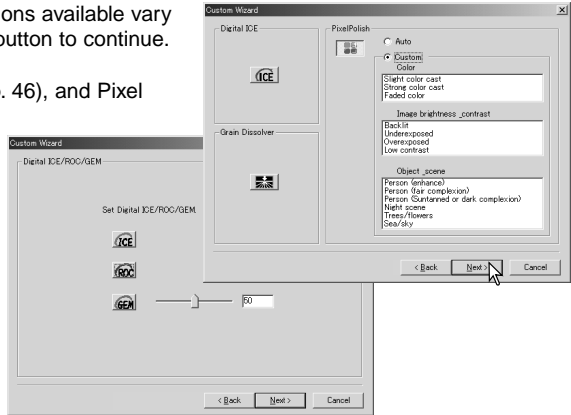 ons available vary
button to continue.
. 46), and Pixel
Custom Wizard
Digital ICE
ICE
Grain Dissolver
PixelPolish
Auto
Custom
Color
Slight color cast
Strong color cast
Faded color
Image brightness _contrast
Backlit
Underexposed
Overexposed
Low contrast
Object _scene
Person (enhance)
Person (fair complexion)
Person (Suntanned or dark complexion)
Night scene
Trees/flowers
Sea/sky
< Back Next > Cancel
Custom Wizard
Digital ICE/ROC/GEM
Set Digital ICE/ROC/GEM.
ICE
ROC
GEM 50
< Back Next > Cancel